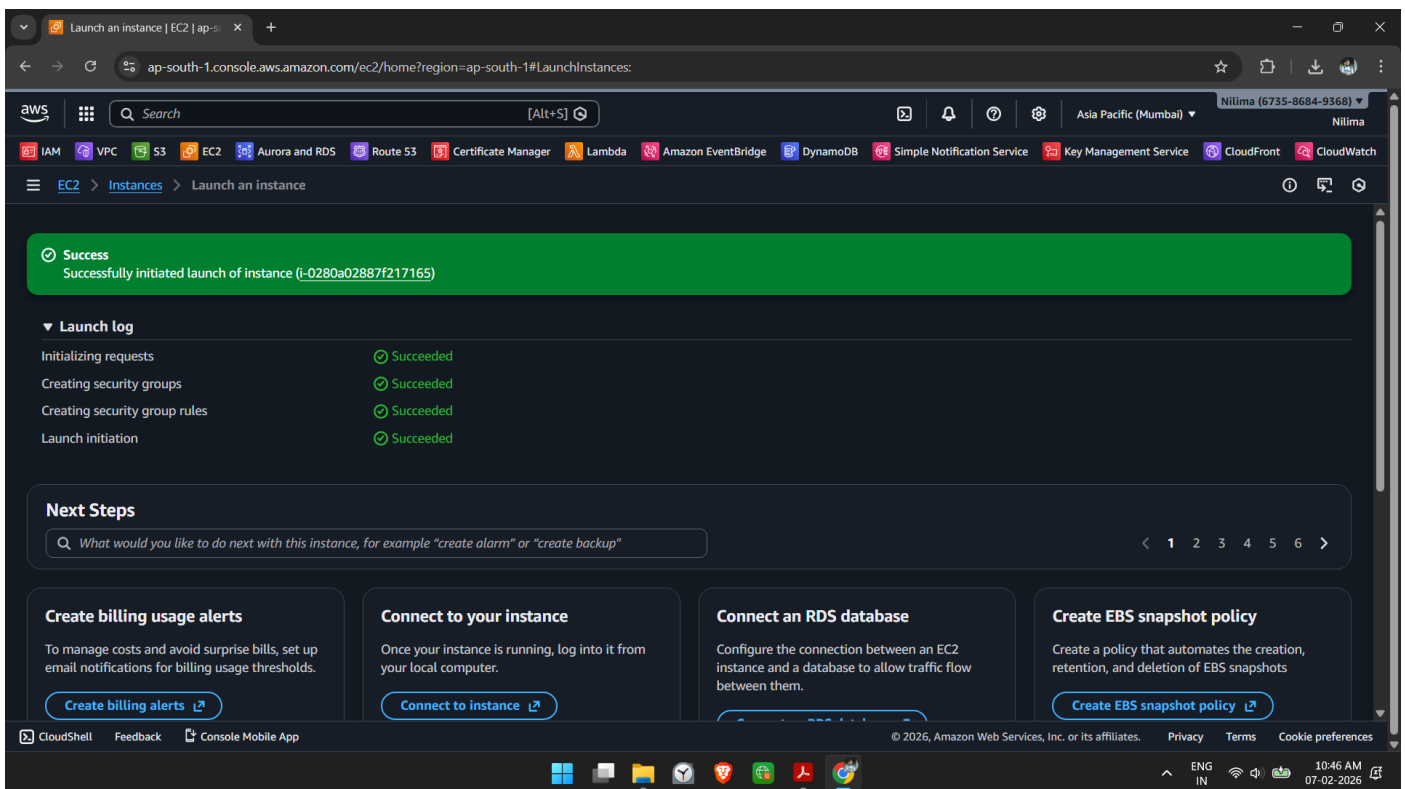 Launch an instance | EC2 | ap-s
ap-south-1.console.aws.amazon.com/ec2/home?region=ap-south-1#LaunchInstances:
aws
Search
[Alt+S]
Asia Pacific (Mumbai) ▼
Nilima (6735-8684-9368) ▼
Nilima
IAM VPC S3 EC2 Aurora and RDS Route 53 Certificate Manager Lambda Amazon EventBridge DynamoDB Simple Notification Service Key Management Service CloudFront CloudWatch
EC2 > Instances > Launch an instance
Success
Successfully initiated launch of instance (i-0280a02887f217165)
▼ Launch log
Initializing requests Succeeded
Creating security groups Succeeded
Creating security group rules Succeeded
Launch initiation Succeeded
Next Steps
What would you like to do next with this instance, for example "create alarm" or "create backup"
< 1 2 3 4 5 6 >
Create billing usage alerts
To manage costs and avoid surprise bills, set up
email notifications for billing usage thresholds.
Create billing alerts
Connect to your instance
Once your instance is running, log into it from
your local computer.
Connect to instance
Connect an RDS database
Configure the connection between an EC2
instance and a database to allow traffic flow
between them.
Create EBS snapshot policy
Create a policy that automates the creation,
retention, and deletion of EBS snapshots
Create EBS snapshot policy
CloudShell Feedback Console Mobile App
© 2026, Amazon Web Services, Inc. or its affiliates. Privacy Terms Cookie preferences
ENG
IN
10:46 AM
07-02-2026